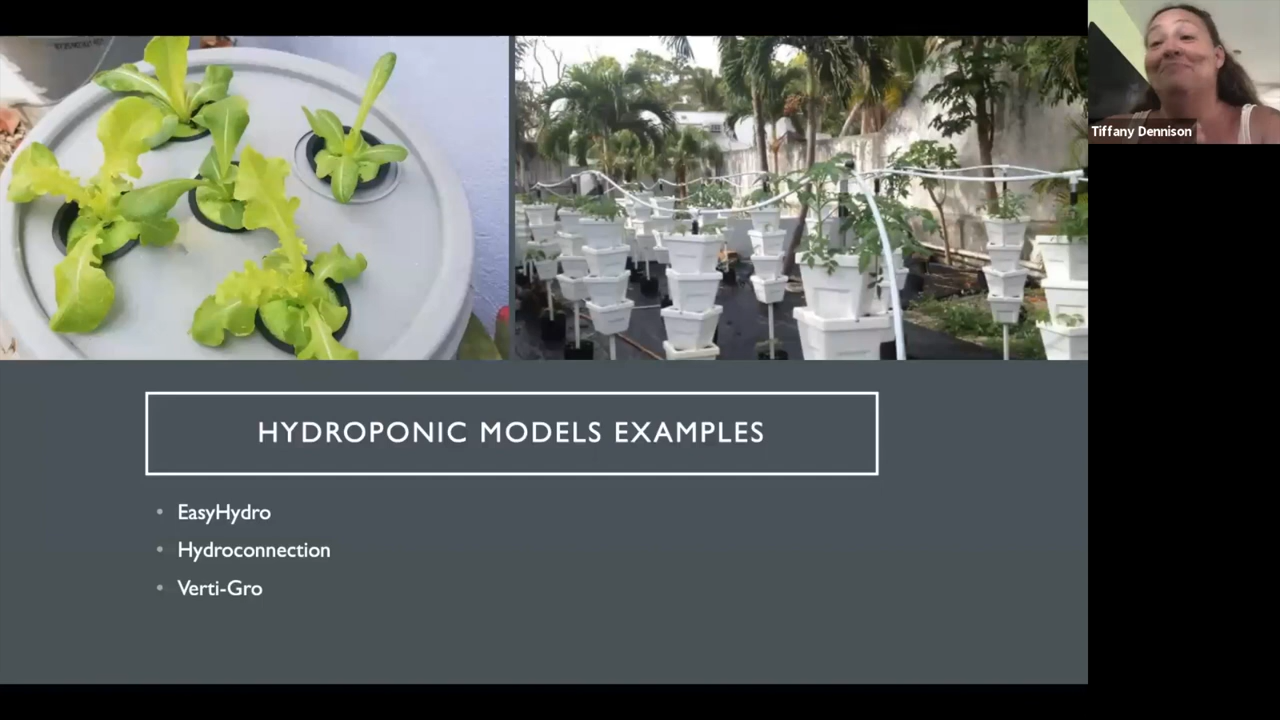 Tiffany Dennison
HYDROPONIC MODELS EXAMPLES
• EasyHydro
• Hydroconnection
• Verti-Gro